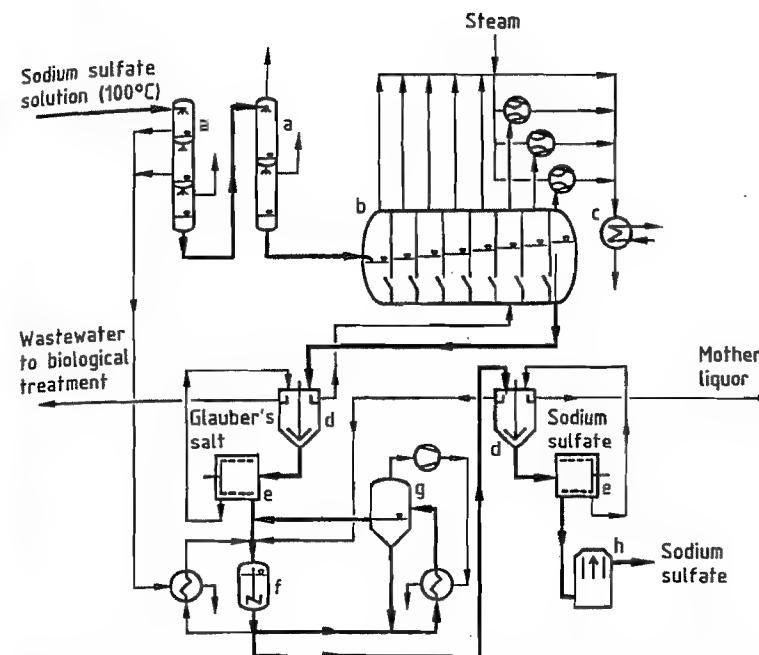 Steam
Sodium sulfate
solution (100°C)
a
b
c
Wastewater
to biological
treatment
Mother
liquor
Glauber's
salt
d
d
Sodium
sulfate
e
e
g
f
h
Sodium
sulfate